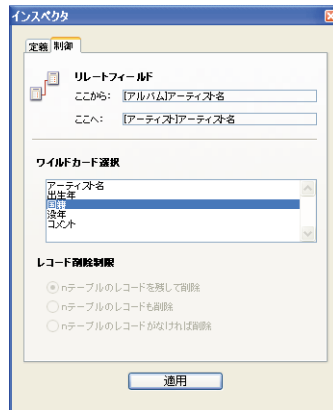 インスペクタ
定義 制御
リレートフィールド
ここから: [アルバム]アーティスト名
ここへ: [アーティスト]アーティスト名
ワイルドカード選択
アーティスト名
出生年
国籍
没年
コメント
レコード削除制限
nテーブルのレコードを残して削除
nテーブルのレコードも削除
nテーブルのレコードがなければ削除
適用